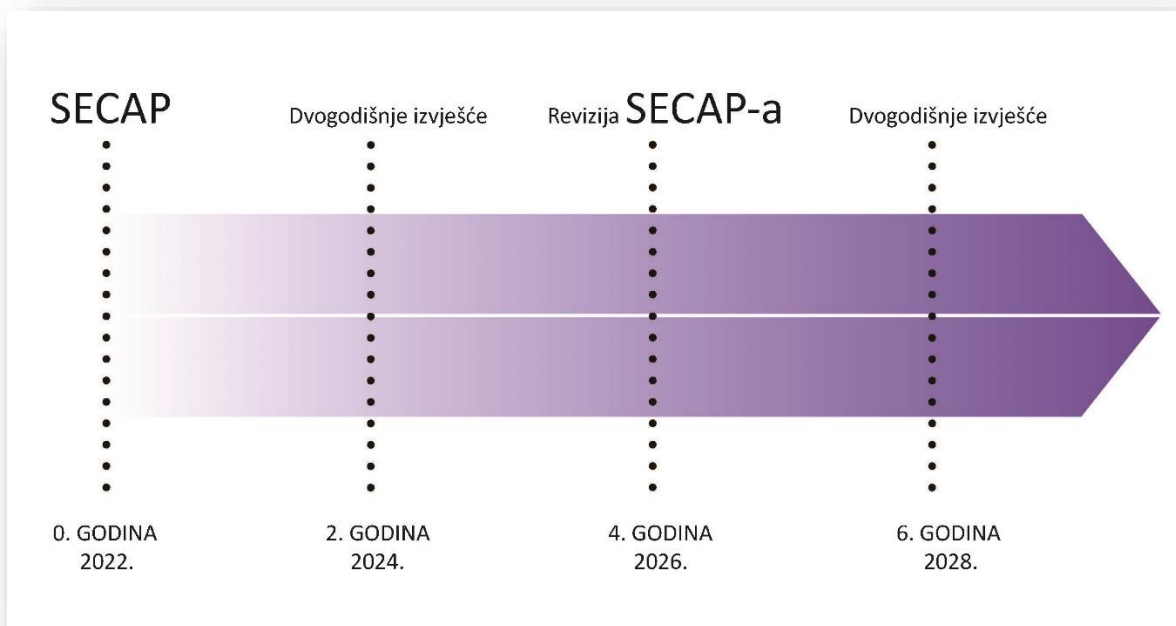 SECAP
Dvogodišnje izvješće
Revizija SECAP-a
Dvogodišnje izvješće
0. GODINA
2022.
2. GODINA
2024.
4. GODINA
2026.
6. GODINA
2028.